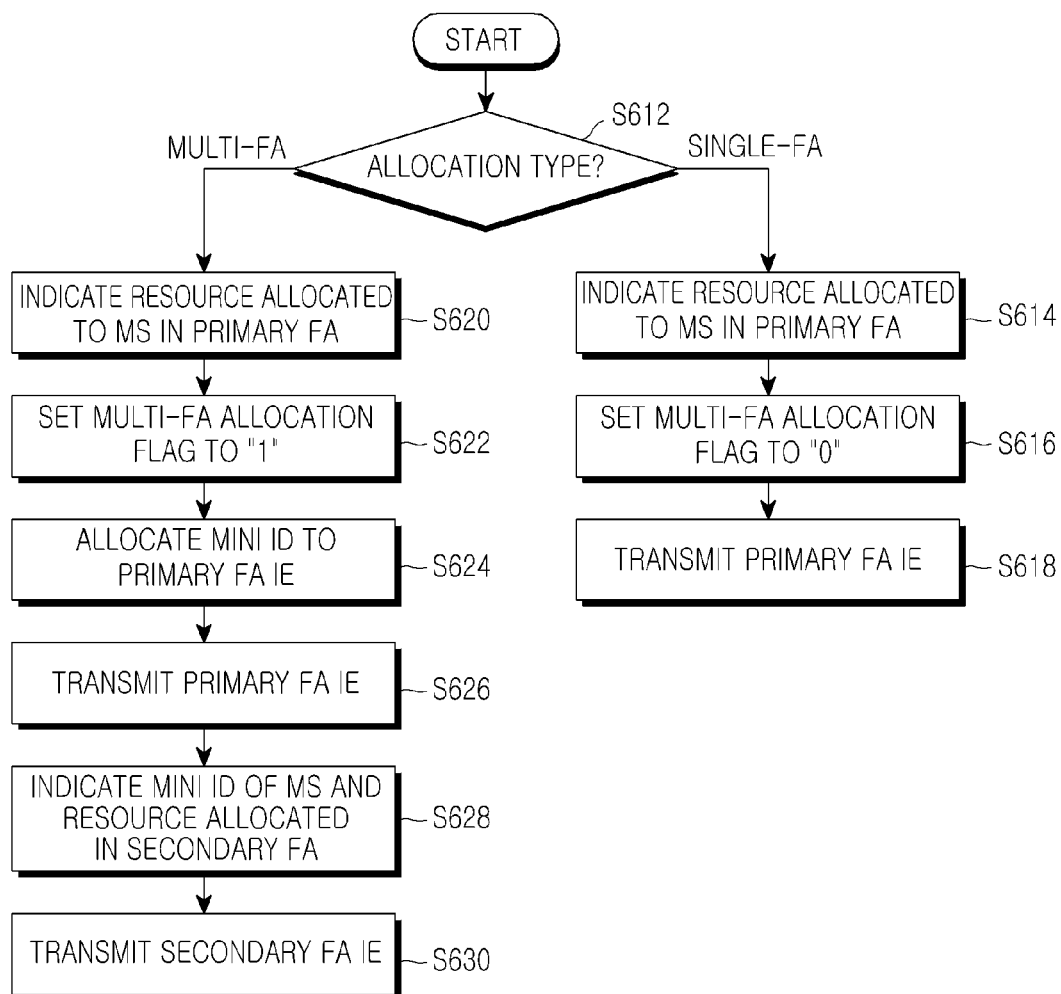 START
S612
MULTI-FA
ALLOCATION TYPE?
SINGLE-FA
INDICATE RESOURCE ALLOCATED
TO MS IN PRIMARY FA
S620
SET MULTI-FA ALLOCATION
FLAG TO "1"
S622
ALLOCATE MINI ID TO
PRIMARY FA IE
S624
TRANSMIT PRIMARY FA IE
S626
INDICATE MINI ID OF MS AND
RESOURCE ALLOCATED
IN SECONDARY FA
S628
TRANSMIT SECONDARY FA IE
S630
INDICATE RESOURCE ALLOCATED
TO MS IN PRIMARY FA
S614
SET MULTI-FA ALLOCATION
FLAG TO "0"
S616
TRANSMIT PRIMARY FA IE
S618